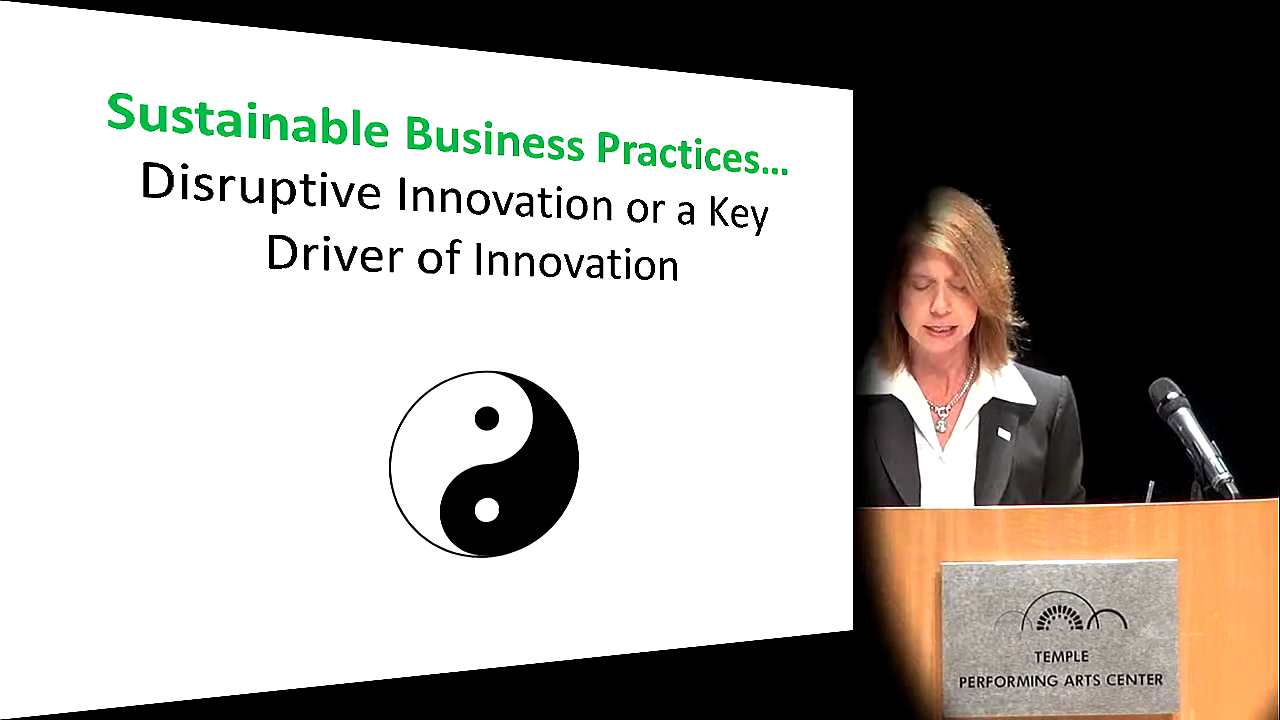 Sustainable Business Practices...
Disruptive Innovation or a Key
Driver of Innovation
TEMPLE
PERFORMING ARTS CENTER